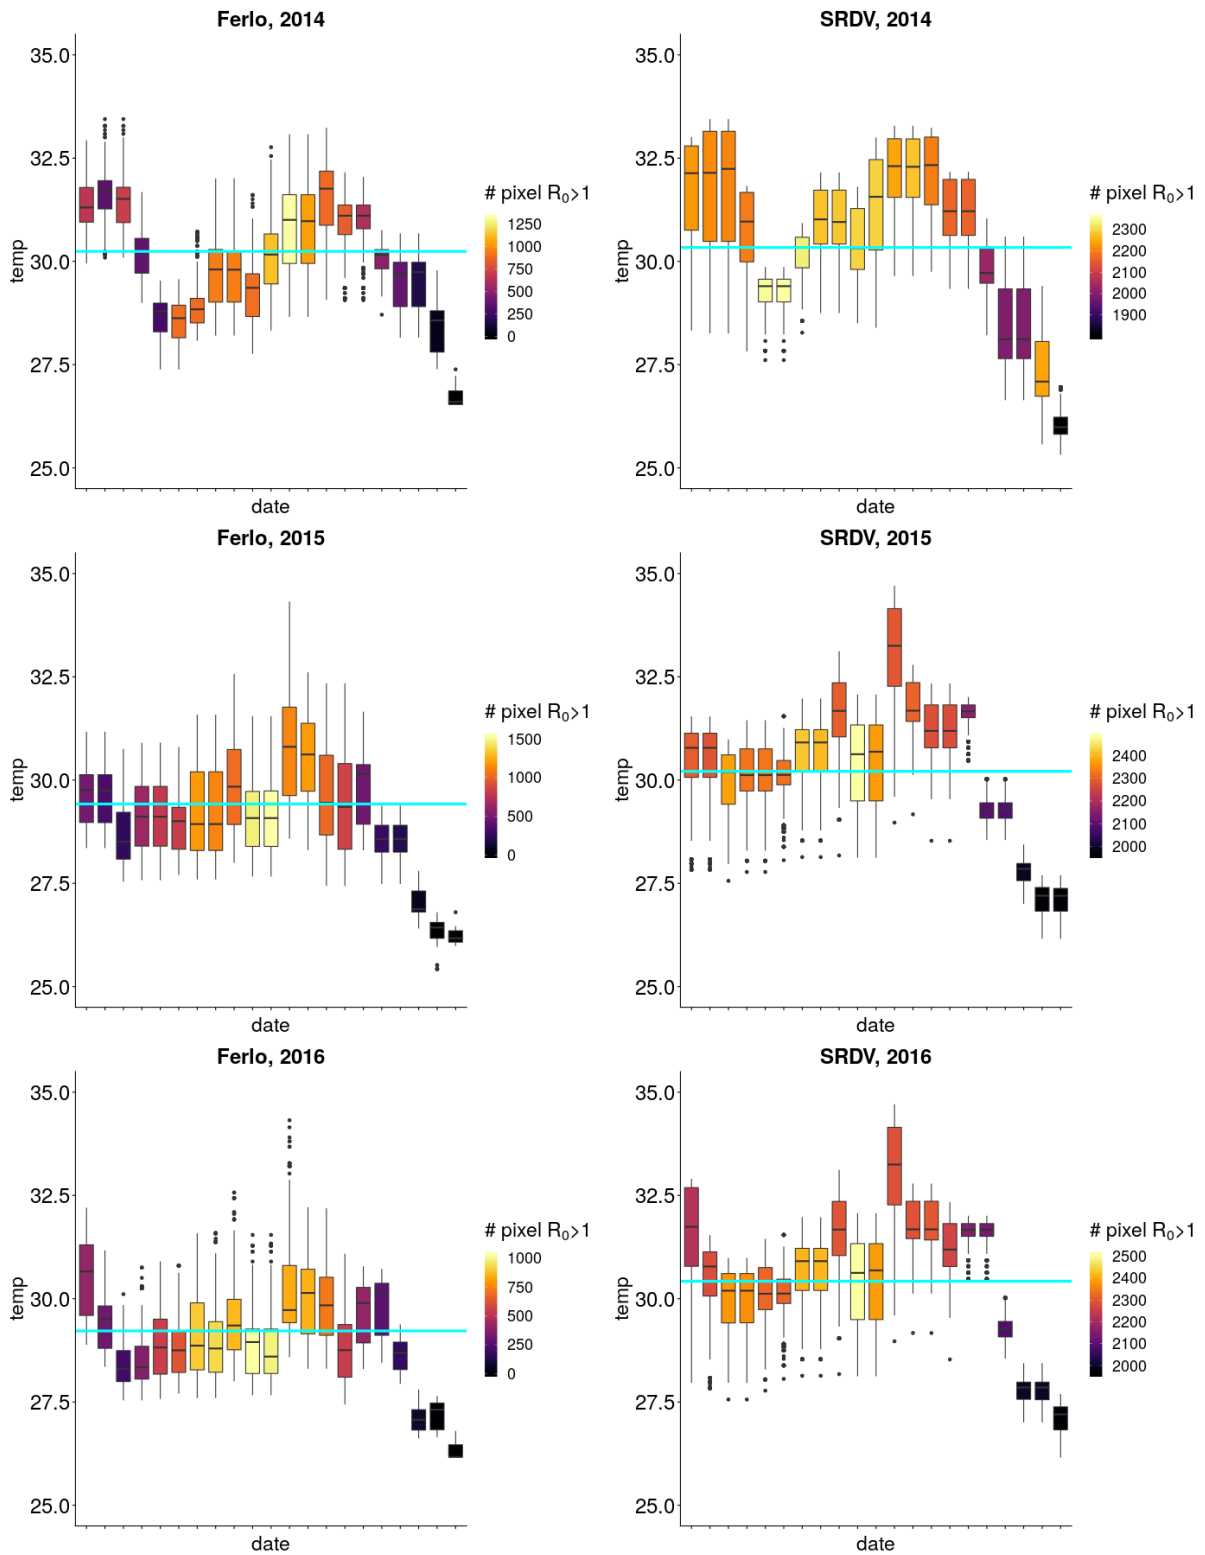 Ferlo, 2014
35.0
32.5
30.0
27.5
25.0
temp
date
# pixel R₀>1
1250
1000
750
500
250
0
SRDV, 2014
35.0
32.5
30.0
27.5
25.0
temp
date
# pixel R₀>1
2300
2200
2100
2000
1900
Ferlo, 2015
35.0
32.5
30.0
27.5
25.0
temp
date
# pixel R₀>1
1500
1000
500
0
SRDV, 2015
35.0
32.5
30.0
27.5
25.0
temp
date
# pixel R₀>1
2400
2300
2200
2100
2000
Ferlo, 2016
35.0
32.5
30.0
27.5
25.0
temp
date
# pixel R₀>1
1000
750
500
250
0
SRDV, 2016
35.0
32.5
30.0
27.5
25.0
temp
date
# pixel R₀>1
2500
2400
2300
2200
2100
2000